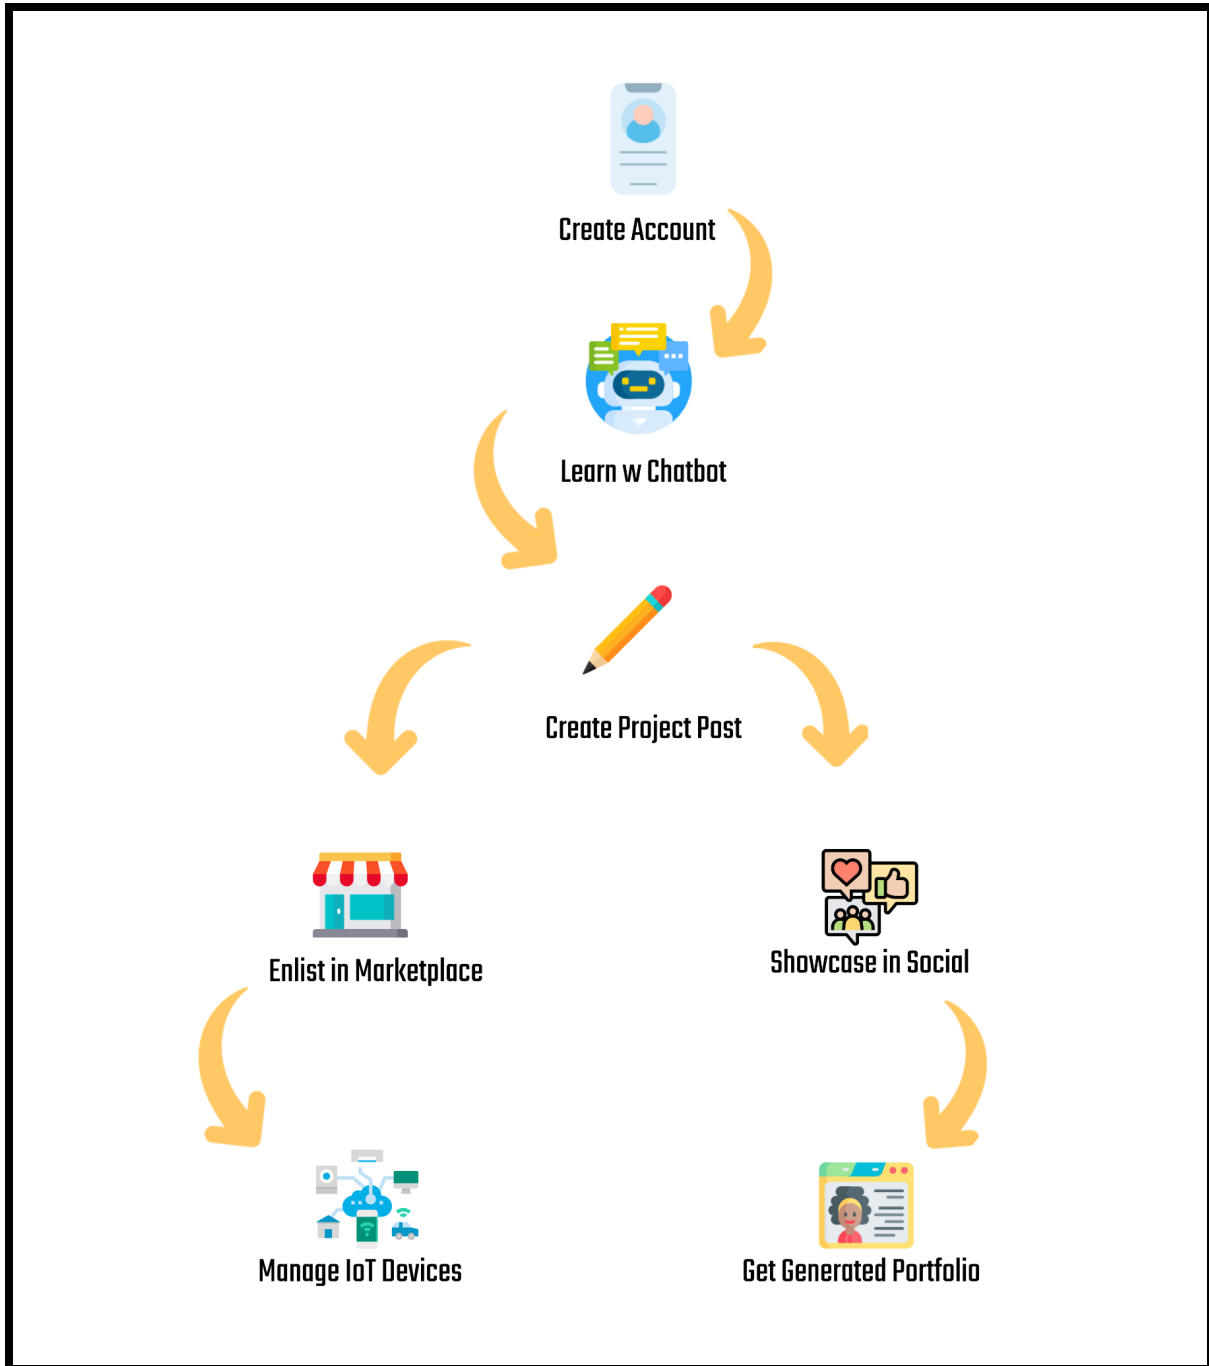 Create Account
Learn w Chatbot
Create Project Post
Enlist in Marketplace
Showcase in Social
Manage IoT Devices
Get Generated Portfolio